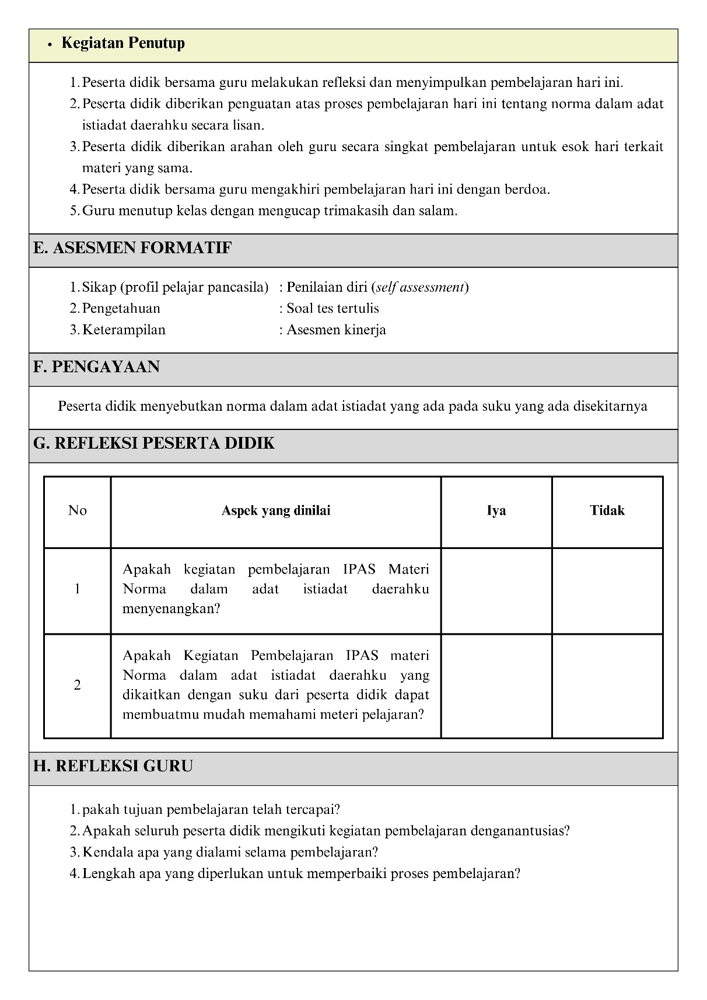 • Kegiatan Penutup
1. Peserta didik bersama guru melakukan refleksi dan menyimpulkan pembelajaran hari ini.
2. Peserta didik diberikan penguatan atas proses pembelajaran hari ini tentang norma dalam adat
istiadat daerahku secara lisan.
3. Peserta didik diberikan arahan oleh guru secara singkat pembelajaran untuk esok hari terkait
materi yang sama.
4. Peserta didik bersama guru mengakhiri pembelajaran hari ini dengan berdoa.
5. Guru menutup kelas dengan mengucap trimakasih dan salam.
E. ASESMEN FORMATIF
1. Sikap (profil pelajar pancasila) : Penilaian diri (self assessment)
2. Pengetahuan : Soal tes tertulis
3. Keterampilan : Asesmen kinerja
F. PENGAYAAN
Peserta didik menyebutkan norma dalam adat istiadat yang ada pada suku yang ada disekitarnya
G. REFLEKSI PESERTA DIDIK
No Aspek yang dinilai Iya Tidak
1
Apakah kegiatan pembelajaran IPAS Materi
Norma dalam adat istiadat daerahku
menyenangkan?
2
Apakah Kegiatan Pembelajaran IPAS materi
Norma dalam adat istiadat daerahku yang
dikaitkan dengan suku dari peserta didik dapat
membuatmu mudah memahami meteri pelajaran?
H. REFLEKSI GURU
1. pakah tujuan pembelajaran telah tercapai?
2. Apakah seluruh peserta didik mengikuti kegiatan pembelajaran denganantusias?
3. Kendala apa yang dialami selama pembelajaran?
4. Lengkah apa yang diperlukan untuk memperbaiki proses pembelajaran?